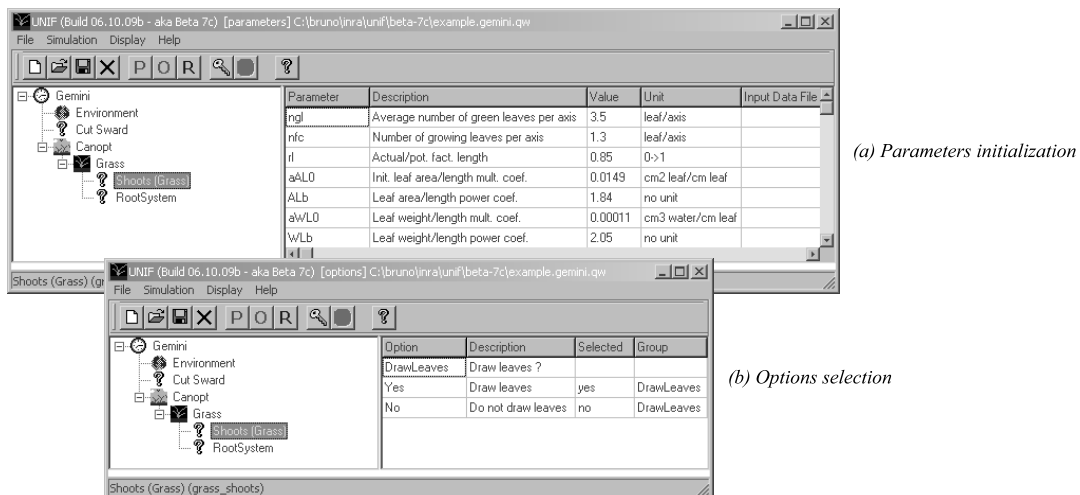 UNIF (Build 06.10.09b - aka Beta 7c) [parameters] C:\bruno\inra\unif\beta-7c\example.gemini.qw
File Simulation Display Help
P O R ?
Gemini
Environment
Cut Sward
Canopt
Grass
Shoots (Grass)
RootSystem
Parameter Description Value Unit Input Data File
ngl Average number of green leaves per axis 3.5 leaf/axis
nfc Number of growing leaves per axis 1.3 leaf/axis
rl Actual/pot. fact. length 0.85 0->1
aAL0 Init. leaf area/length mult. coef. 0.0149 cm2 leaf/cm leaf
ALb Leaf area/length power coef. 1.84 no unit
aWL0 Leaf weight/length mult. coef. 0.00011 cm3 water/cm leaf
WLb Leaf weight/length power coef. 2.05 no unit
Shoots (Grass) (gr
(a) Parameters initialization
UNIF (Build 06.10.09b - aka Beta 7c) [options] C:\bruno\inra\unif\beta-7c\example.gemini.qw
File Simulation Display Help
P O R ?
Gemini
Environment
Cut Sward
Canopt
Grass
Shoots (Grass)
RootSystem
Option Description Selected Group
DrawLeaves Draw leaves ?
Yes Draw leaves yes DrawLeaves
No Do not draw leaves no DrawLeaves
Shoots (Grass) (grass_shoots)
(b) Options selection